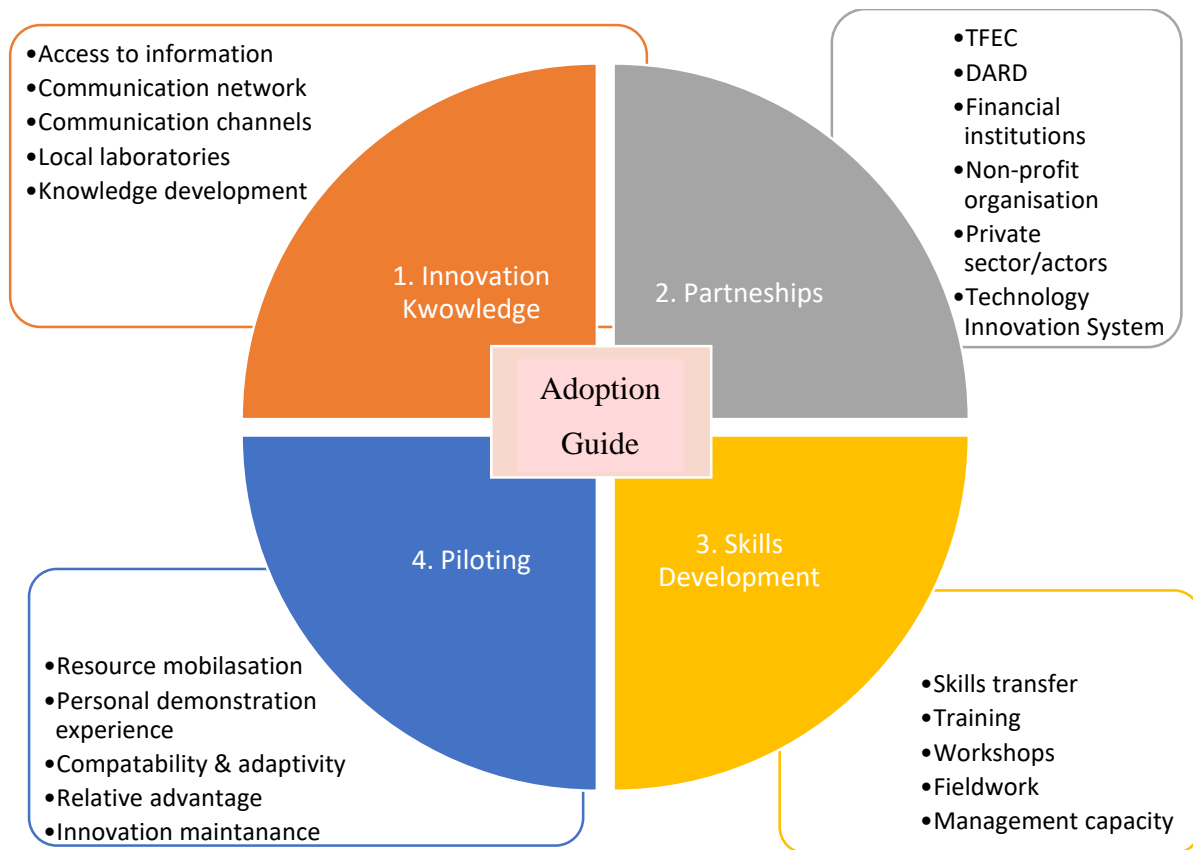 •Access to information
•Communication network
•Communication channels
•Local laboratories
•Knowledge development
1. Innovation
Kwowledge
•TFEC
•DARD
•Financial
institutions
•Non-profit
organisation
•Private
sector/actors
•Technology
Innovation System
2. Partneships
Adoption
Guide
3. Skills
Development
•Skills transfer
•Training
•Workshops
•Fieldwork
•Management capacity
4. Piloting
•Resource mobilasation
•Personal demonstration
experience
•Compatability & adaptivity
•Relative advantage
•Innovation maintanance